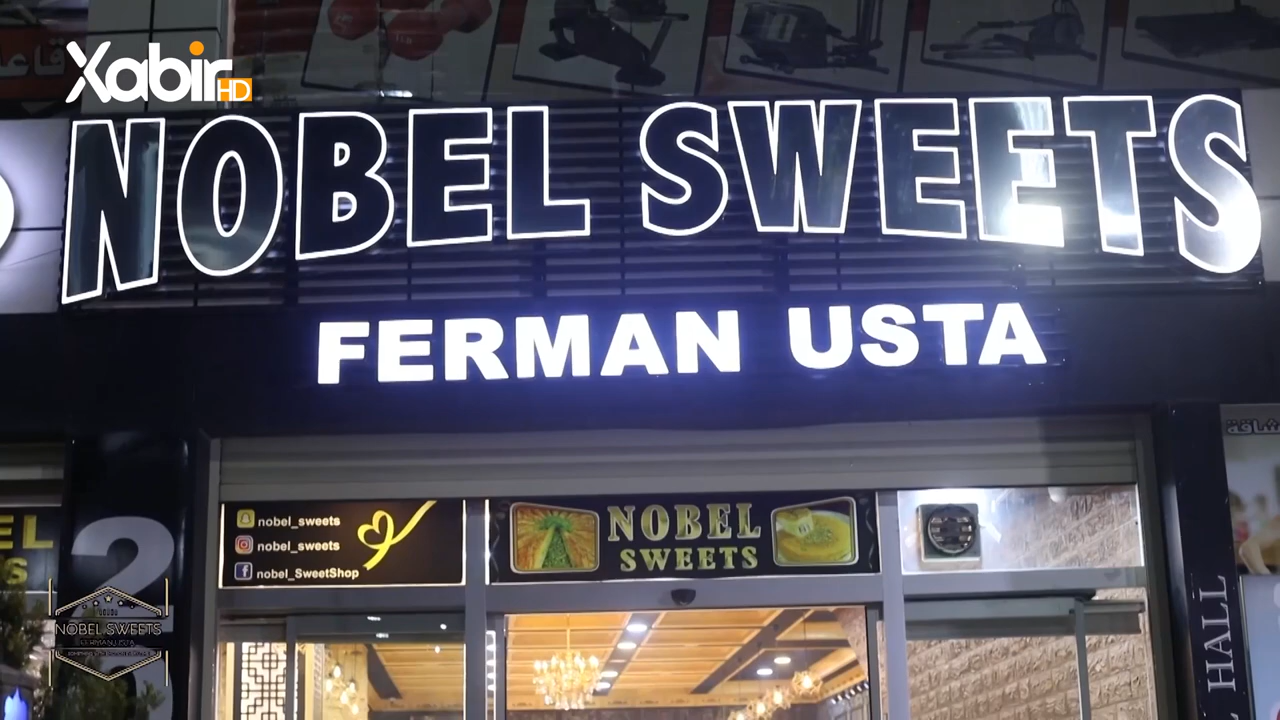 Xabir HD
NOBEL SWEETS
FERMAN USTA
nobel_sweets
nobel_sweets
nobel_SweetShop
NOBEL
SWEETS
NOBEL SWEETS
FERMAN USTA
HALL